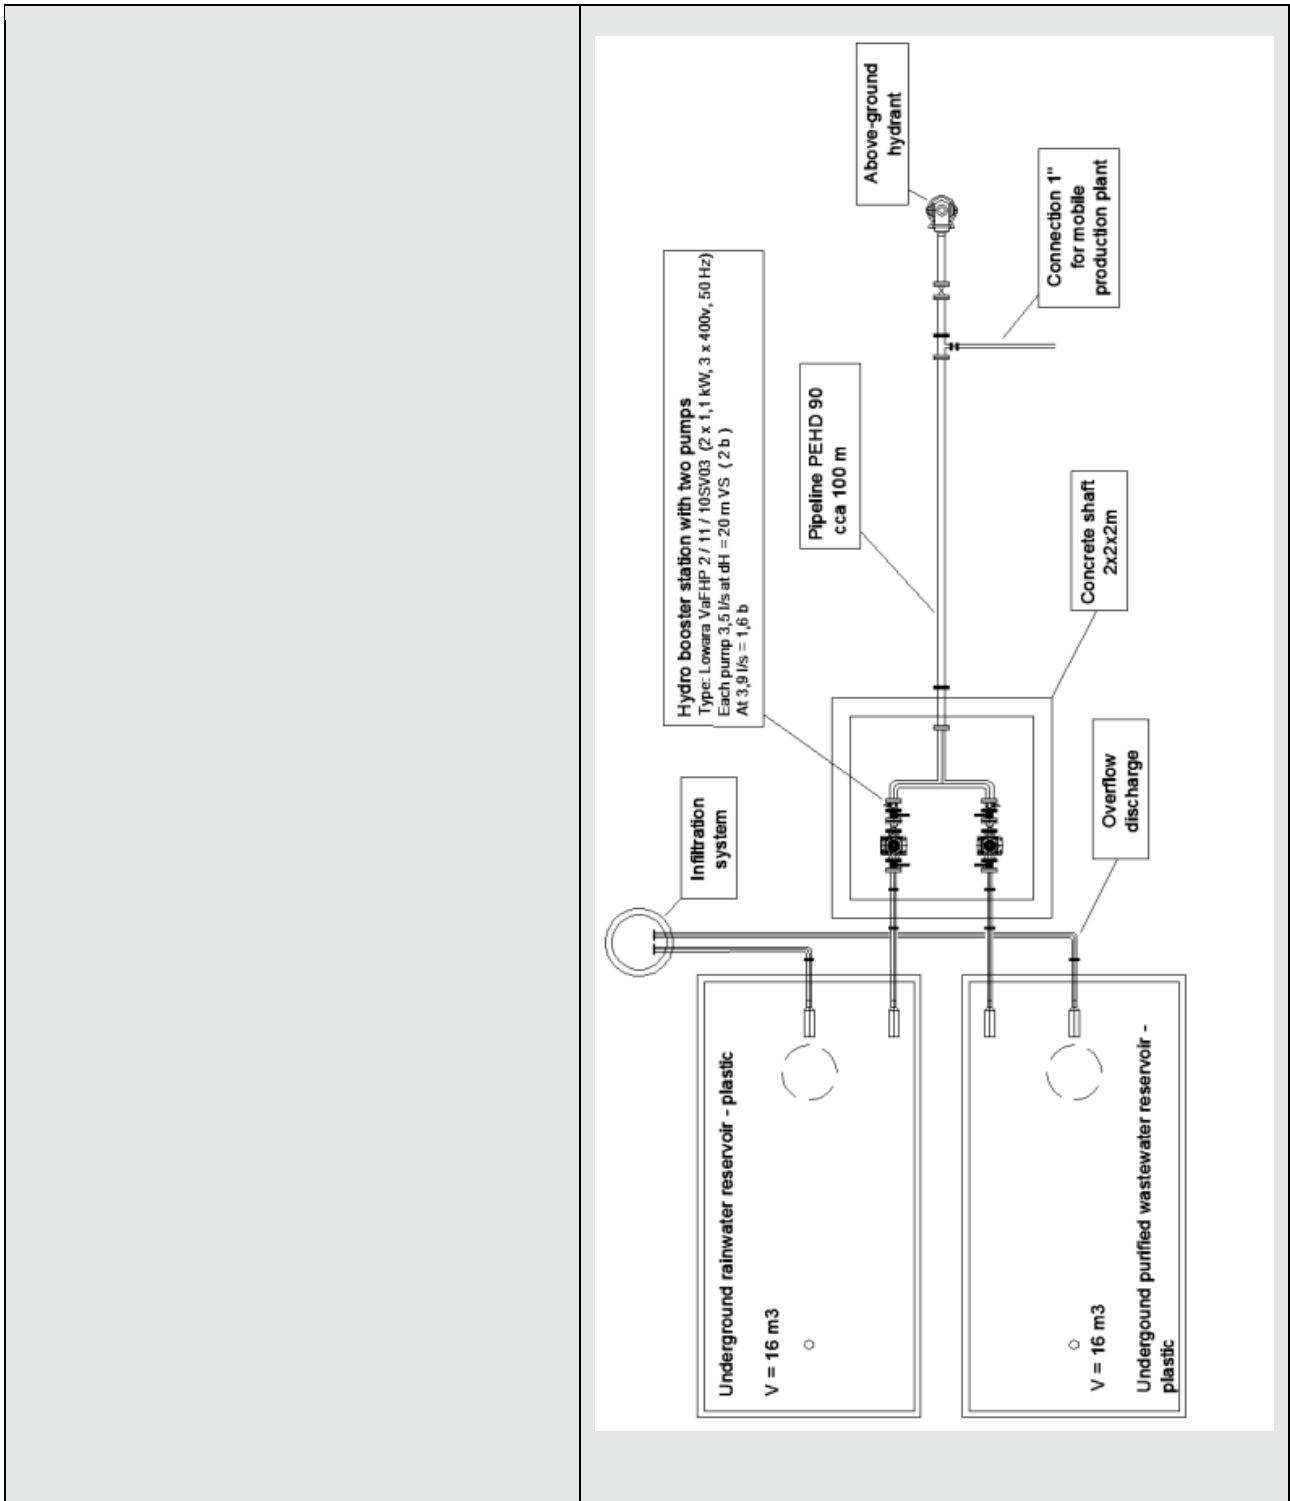 Above-ground
hydrant
Connection 1"
for mobile
production plant
Hydro booster station with two pumps
Type: Lowara VaFHP 2 / 11 / 10SV03 (2 x 1,1 kW, 3 x 400v, 50 Hz)
Each pump 3,5 l/s at dH = 20 m VS ( 2 b )
At 3,9 l/s = 1,6 b
Pipeline PEHD 90
cca 100 m
Concrete shaft
2x2x2m
Infiltration
system
Overflow
discharge
Underground rainwater reservoir - plastic
V = 16 m3
V = 16 m3
Undergound purified wastewater reservoir -
plastic